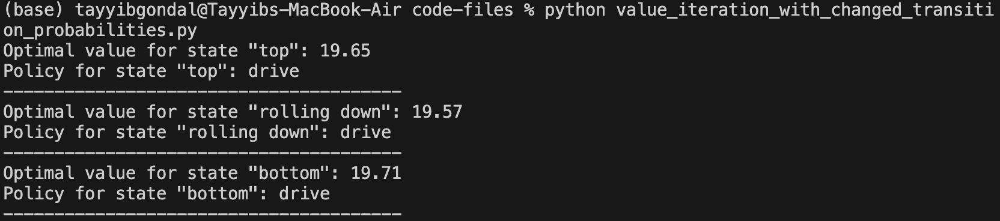 (base) tayyibgondal@Tayyibs-MacBook-Air code-files % python value_iteration_with_changed_transiti
on_probabilities.py
Optimal value for state "top": 19.65
Policy for state "top": drive
---------------------------------------
Optimal value for state "rolling down": 19.57
Policy for state "rolling down": drive
---------------------------------------
Optimal value for state "bottom": 19.71
Policy for state "bottom": drive
---------------------------------------